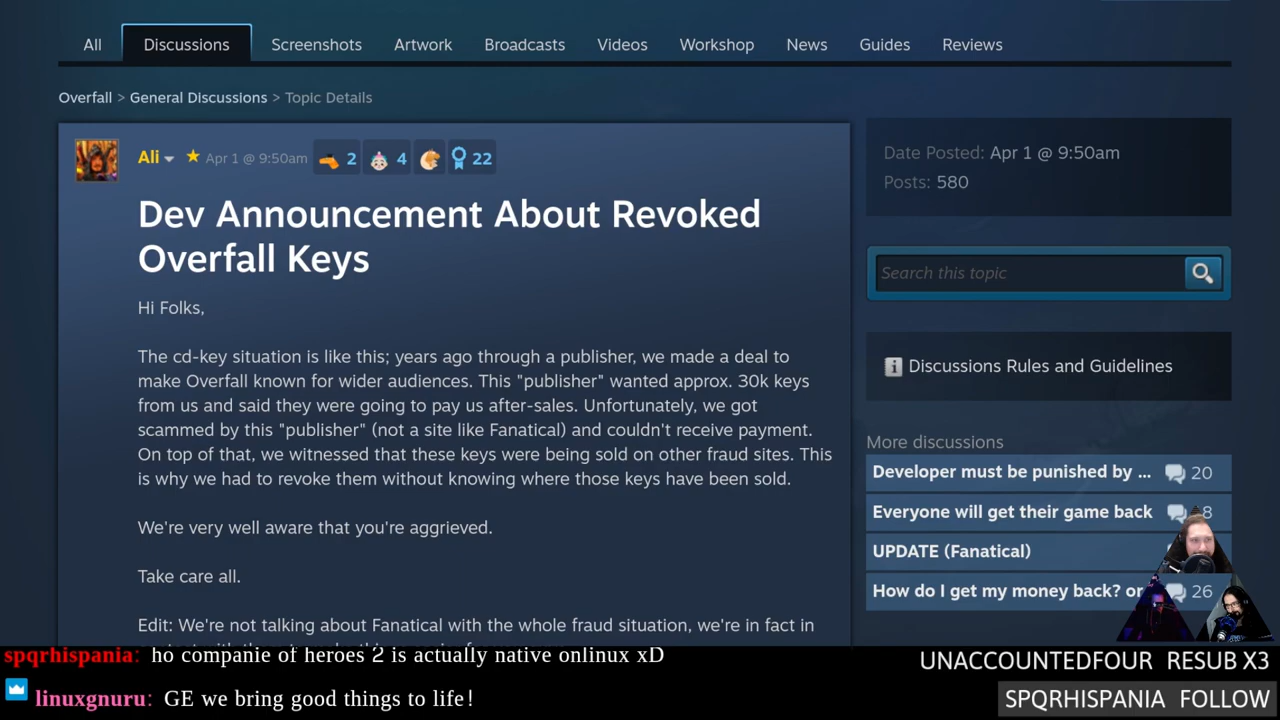 All Discussions Screenshots Artwork Broadcasts Videos Workshop News Guides Reviews
Overfall > General Discussions > Topic Details
Ali Apr 1 @ 9:50am 2 4 22
Dev Announcement About Revoked
Overfall Keys
Hi Folks,
The cd-key situation is like this; years ago through a publisher, we made a deal to
make Overfall known for wider audiences. This "publisher" wanted approx. 30k keys
from us and said they were going to pay us after-sales. Unfortunately, we got
scammed by this "publisher" (not a site like Fanatical) and couldn't receive payment.
On top of that, we witnessed that these keys were being sold on other fraud sites. This
is why we had to revoke them without knowing where those keys have been sold.
We're very well aware that you're aggrieved.
Take care all.
Edit: We're not talking about Fanatical with the whole fraud situation, we're in fact in
Date Posted: Apr 1 @ 9:50am
Posts: 580
Search this topic
Discussions Rules and Guidelines
More discussions
Developer must be punished by ... 20
Everyone will get their game back 8
UPDATE (Fanatical)
How do I get my money back? or 26
spqrhispania: ho companie of heroes 2 is actually native onlinux xD
linuxgnuru: GE we bring good things to life!
UNACCOUNTEDFOUR RESUB X3
SPQRHISPANIA FOLLOW